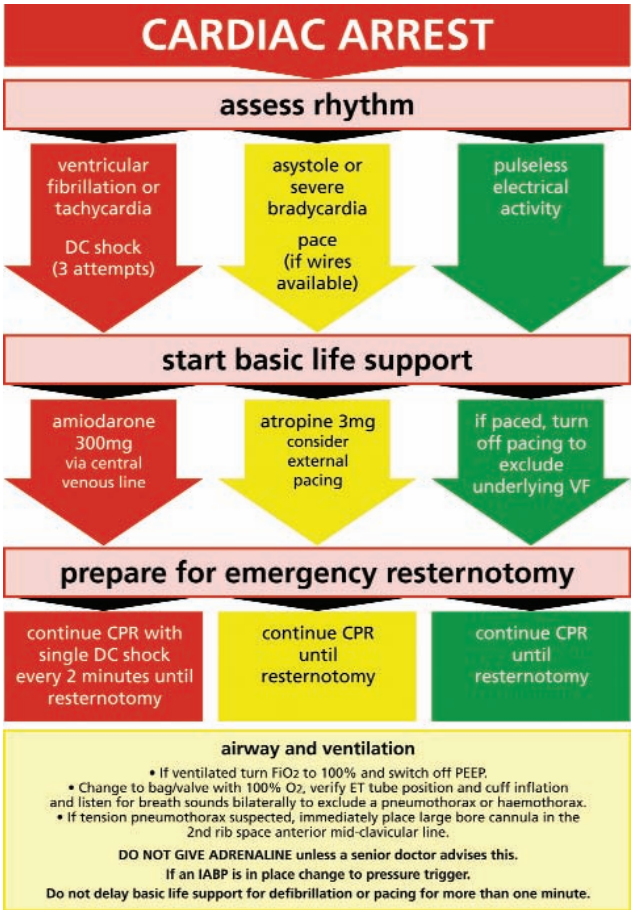 CARDIAC ARREST
assess rhythm
ventricular
fibrillation or
tachycardia
DC shock
(3 attempts)
asystole or
severe
bradycardia
pace
(if wires
available)
pulseless
electrical
activity
start basic life support
amiodarone
300mg
via central
venous line
atropine 3mg
consider
external
pacing
if paced, turn
off pacing to
exclude
underlying VF
prepare for emergency resternotomy
continue CPR with
single DC shock
every 2 minutes until
resternotomy
continue CPR
until
resternotomy
continue CPR
until
resternotomy
airway and ventilation
• If ventilated turn FiO2 to 100% and switch off PEEP.
• Change to bag/valve with 100% O2, verify ET tube position and cuff inflation
and listen for breath sounds bilaterally to exclude a pneumothorax or haemothorax.
• If tension pneumothorax suspected, immediately place large bore cannula in the
2nd rib space anterior mid-clavicular line.
DO NOT GIVE ADRENALINE unless a senior doctor advises this.
If an IABP is in place change to pressure trigger.
Do not delay basic life support for defibrillation or pacing for more than one minute.